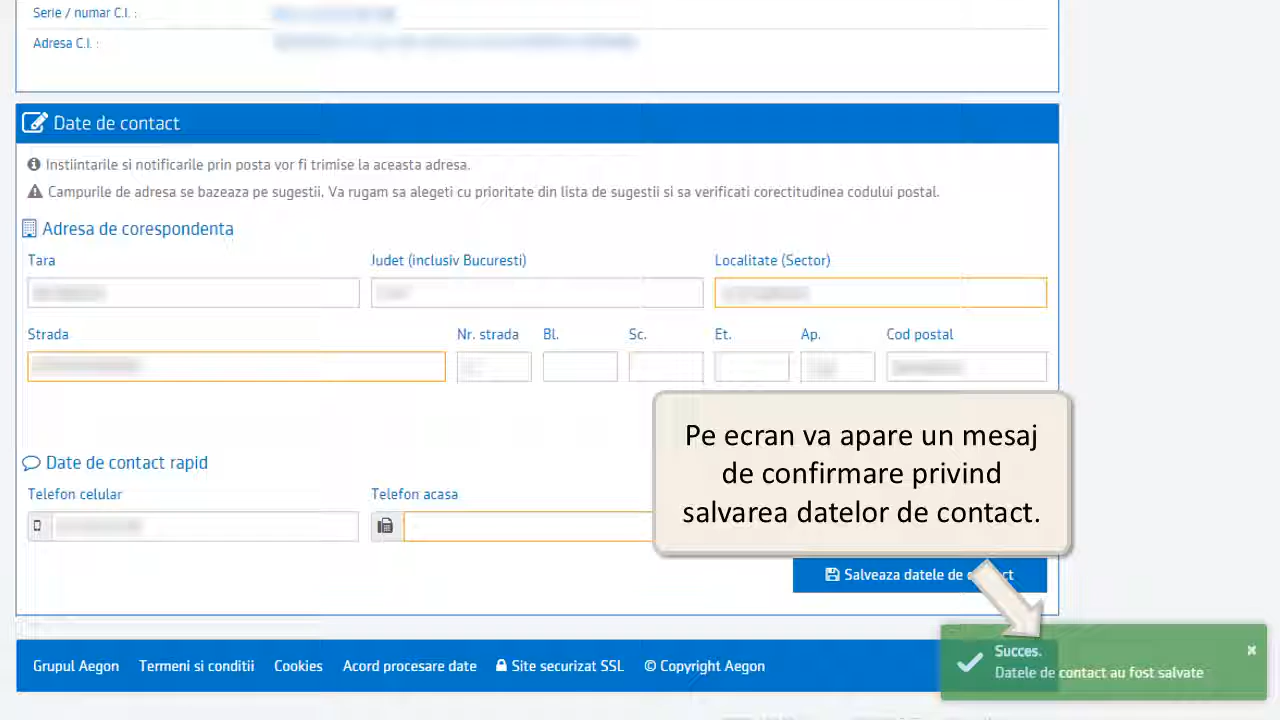 Serie / numar C.I. :
Adresa C.I. :
Date de contact
Instiintarile si notificarile prin posta vor fi trimise la aceasta adresa.
Campurile de adresa se bazeaza pe sugestii. Va rugam sa alegeti cu prioritate din lista de sugestii si sa verificati corectitudinea codului postal.
Adresa de corespondenta
Tara Judet (inclusiv Bucuresti) Localitate (Sector)
Strada Nr. strada Bl. Sc. Et. Ap. Cod postal
Pe ecran va apare un mesaj
de confirmare privind
salvarea datelor de contact.
Date de contact rapid
Telefon celular Telefon acasa
Salveaza datele de
Succes.
Datele de contact au fost salvate
Grupul Aegon Termeni si conditii Cookies Acord procesare date Site securizat SSL © Copyright Aegon